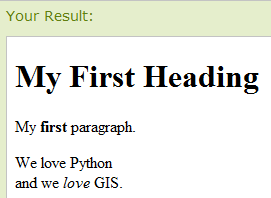 Your Result:
My First Heading
My first paragraph.
We love Python
and we love GIS.